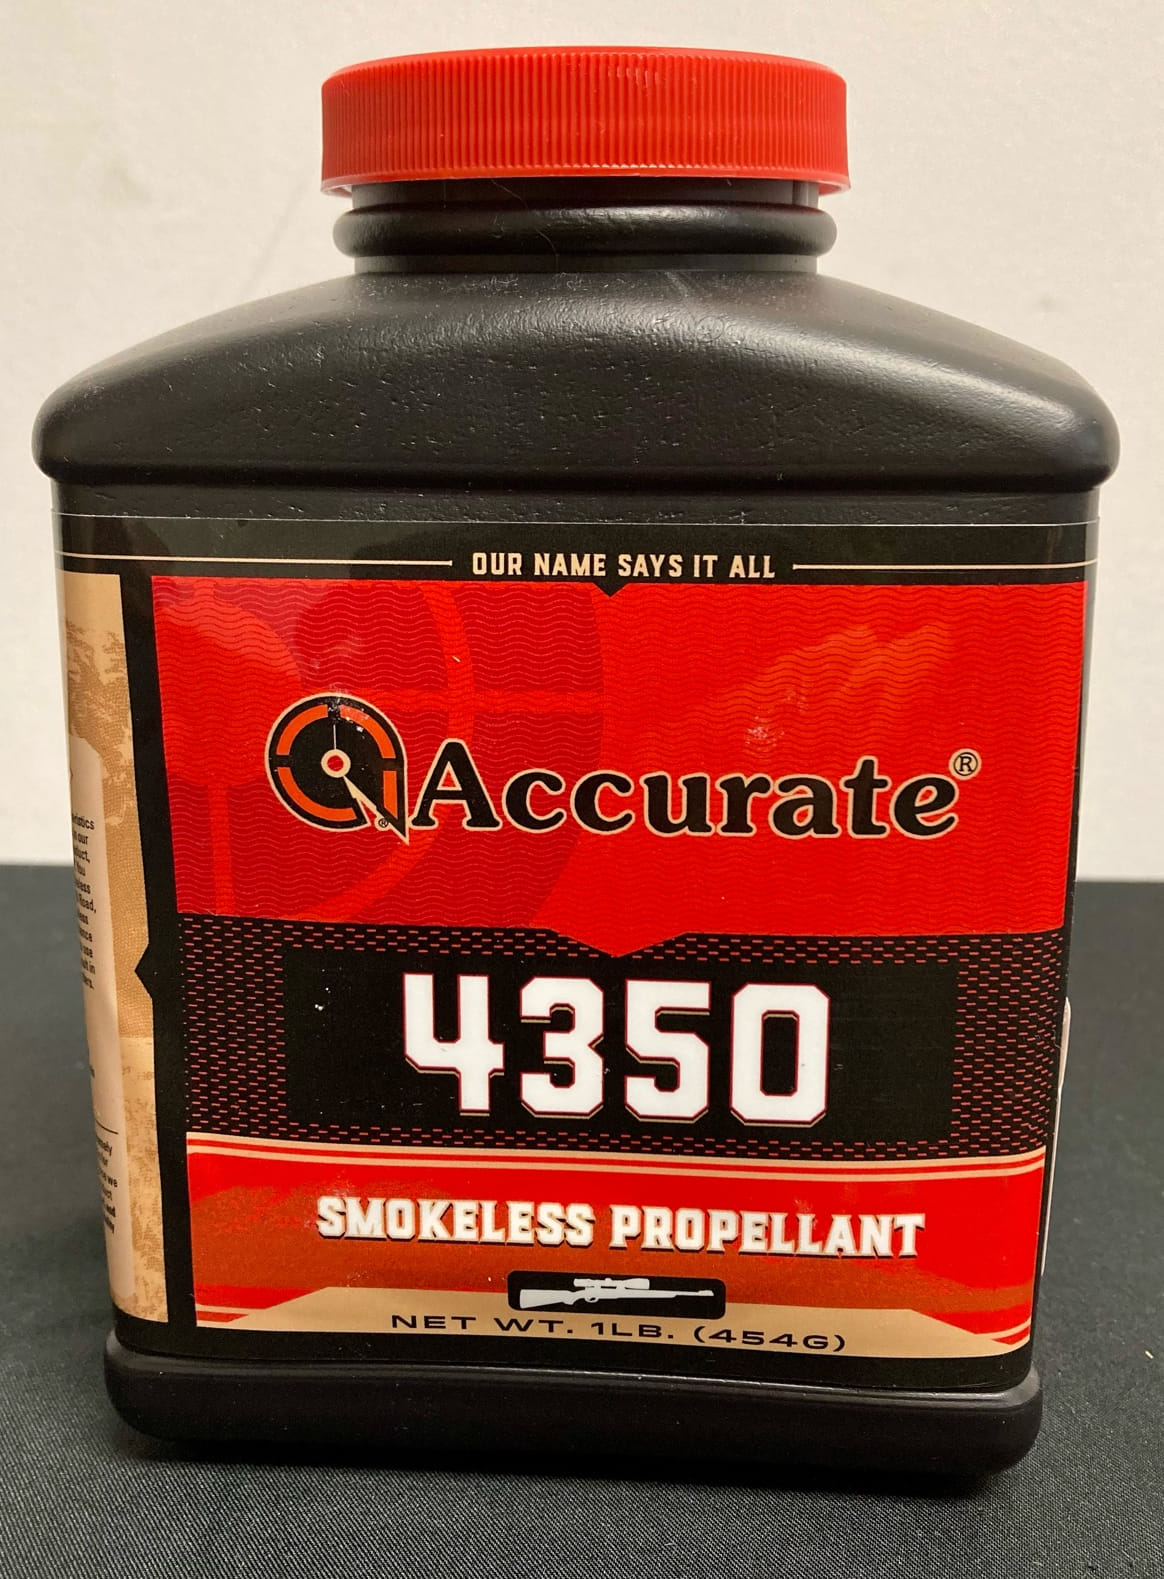 OUR NAME SAYS IT ALL
Accurate®
4350
SMOKELESS PROPELLANT
NET WT. 1LB. (454G)